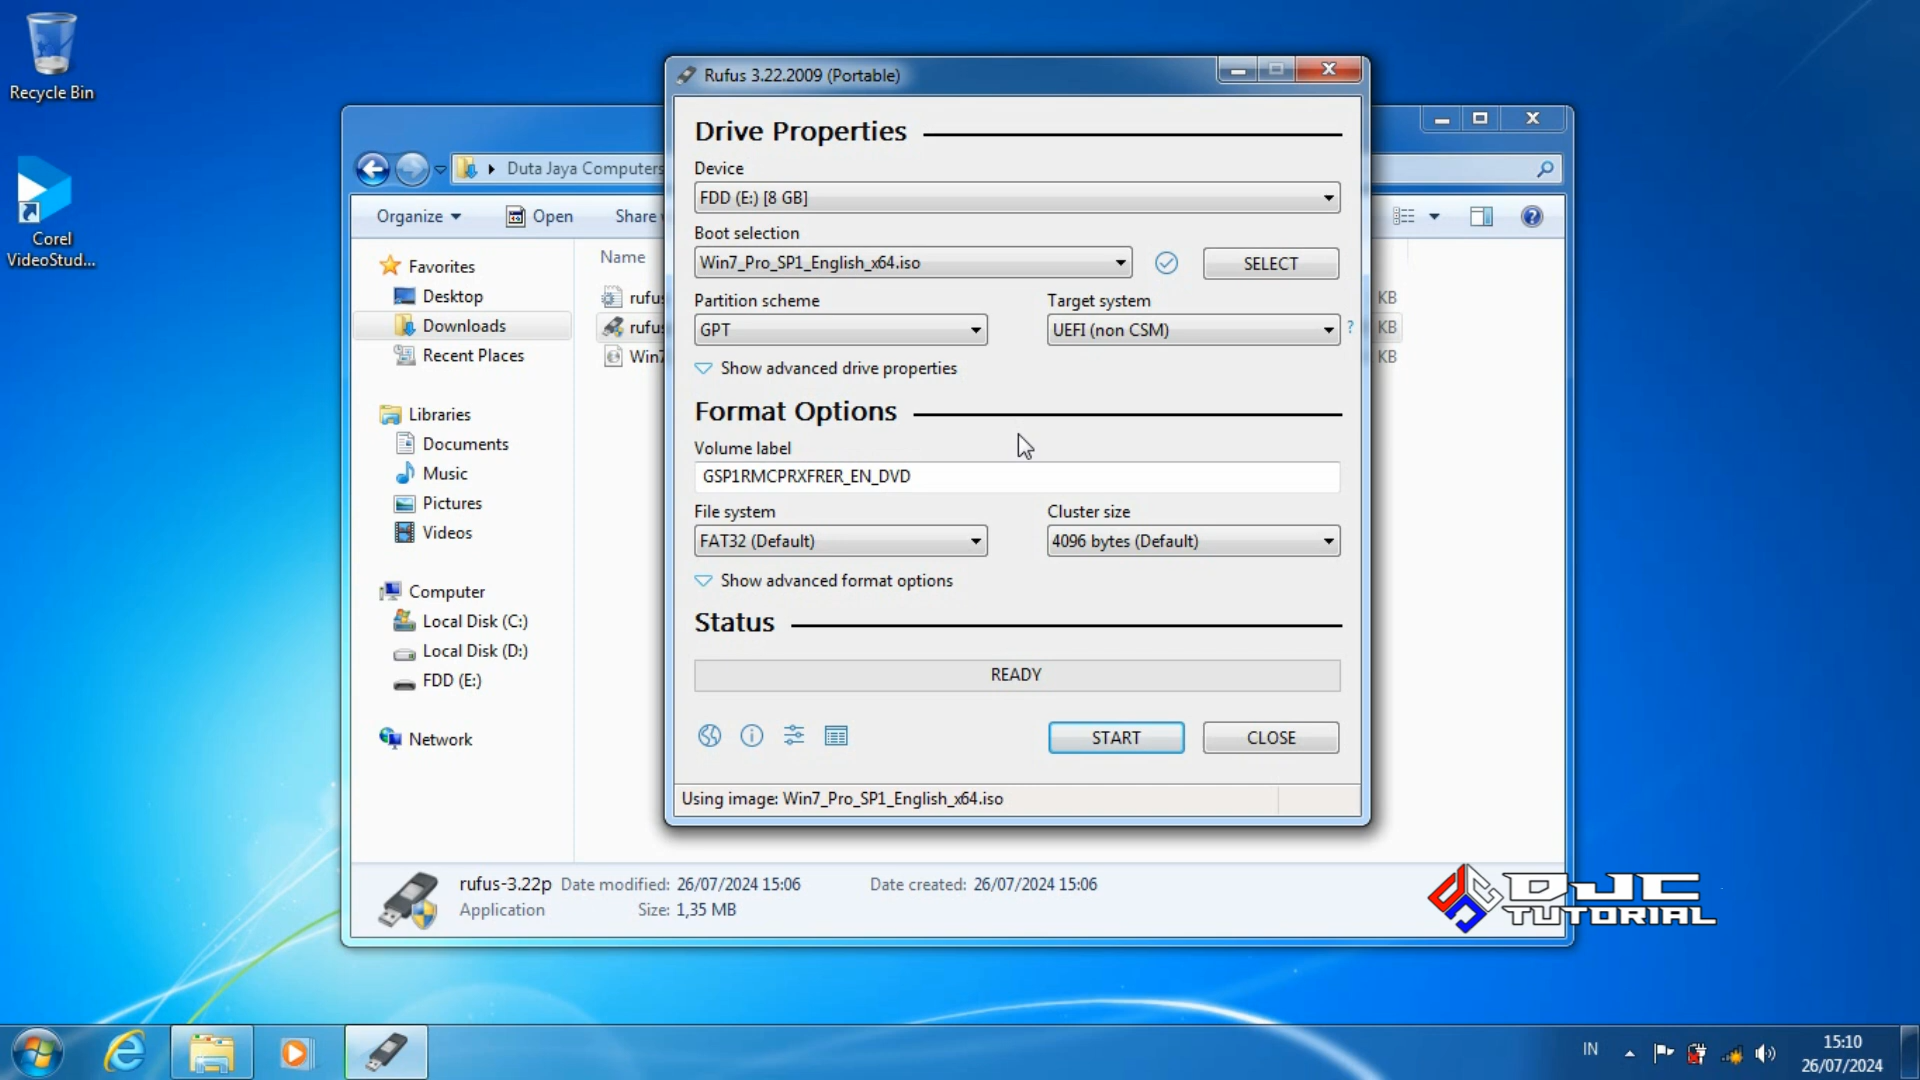 Recycle Bin
Corel
VideoStud...
Rufus 3.22.2009 (Portable)
Duta Jaya Computers
Organize
Open
Share
Favorites
Desktop
Downloads
Recent Places
Libraries
Documents
Music
Pictures
Videos
Computer
Local Disk (C:)
Local Disk (D:)
FDD (E:)
Network
Name
rufus
rufus
Win7
KB
KB
KB
Drive Properties
Device
FDD (E:) [8 GB]
Boot selection
Win7_Pro_SP1_English_x64.iso
SELECT
Partition scheme
Target system
GPT
UEFI (non CSM)
?
Show advanced drive properties
Format Options
Volume label
GSP1RMCPRXFRER_EN_DVD
File system
Cluster size
FAT32 (Default)
4096 bytes (Default)
Show advanced format options
Status
READY
START
CLOSE
Using image: Win7_Pro_SP1_English_x64.iso
rufus-3.22p
Date modified: 26/07/2024 15:06
Date created: 26/07/2024 15:06
Application
Size: 1,35 MB
DJC
TUTORIAL
IN
15:10
26/07/2024